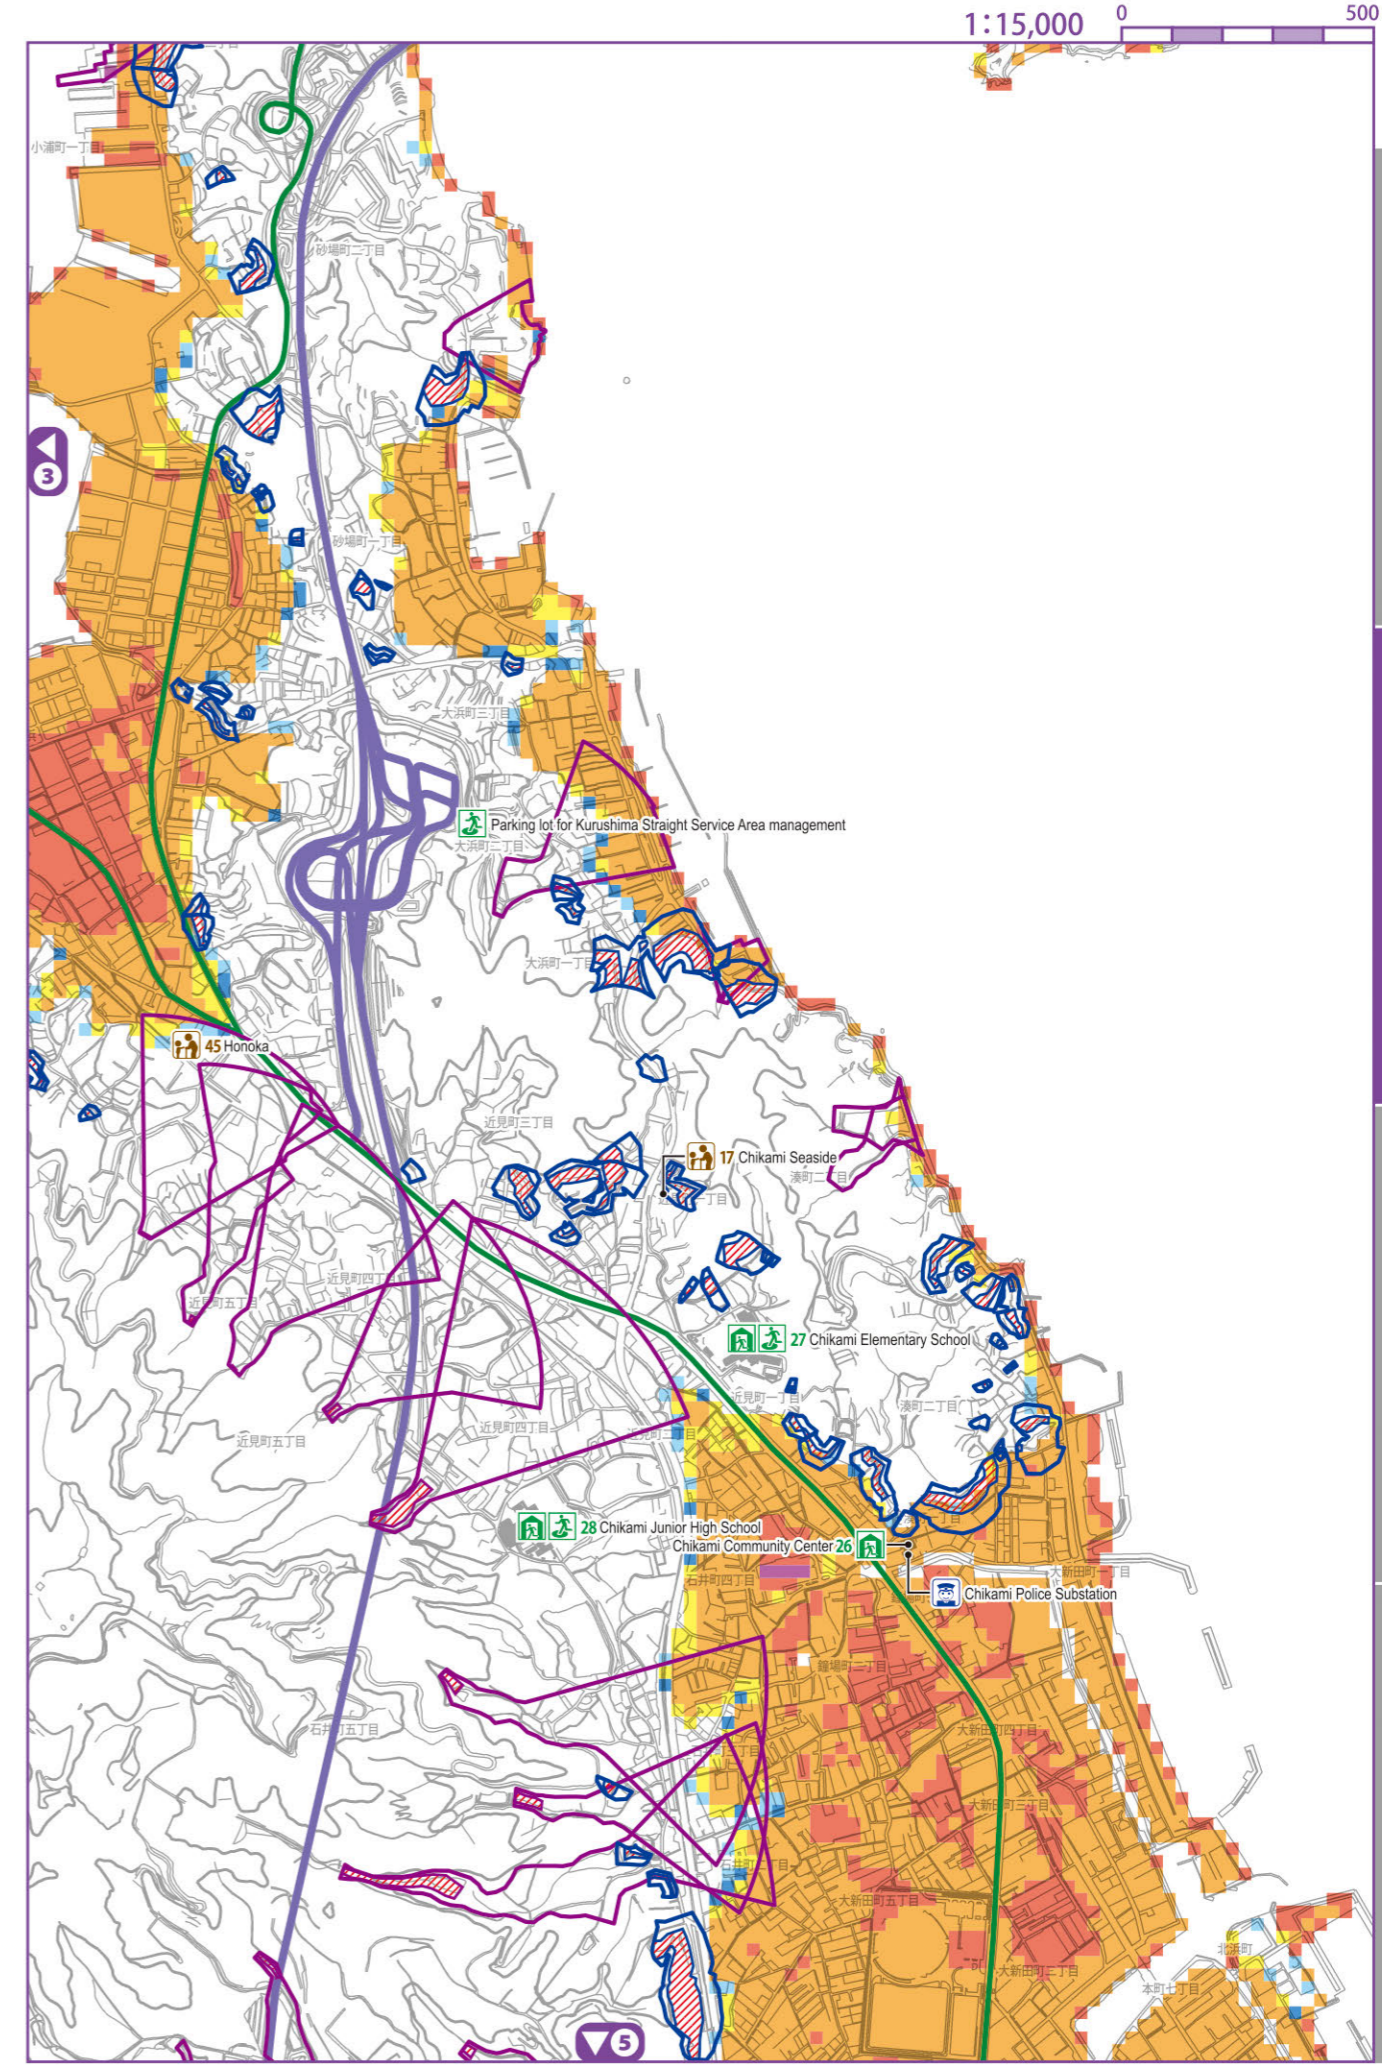 1:15,000
0
500
小浦町一丁目
砂場町二丁目
3
砂場町一丁目
大浜町三丁目
Parking lot for Kurushima Straight Service Area management
大浜町二丁目
大浜町一丁目
45 Honoka
近見町三丁目
17 Chikami Seaside
湊町二丁目
近見町四丁目
近見町五丁目
27 Chikami Elementary School
近見町一丁目
湊町二丁目
近見町四丁目
近見町二丁目
近見町五丁目
28 Chikami Junior High School
Chikami Community Center 26
大新田町一丁目
石井町四丁目
Chikami Police Substation
鐘場町二丁目
石井町五丁目
大新田町四丁目
大新田町三丁目
大新田町五丁目
北浜町
大新田町三丁目
本町七丁目
5